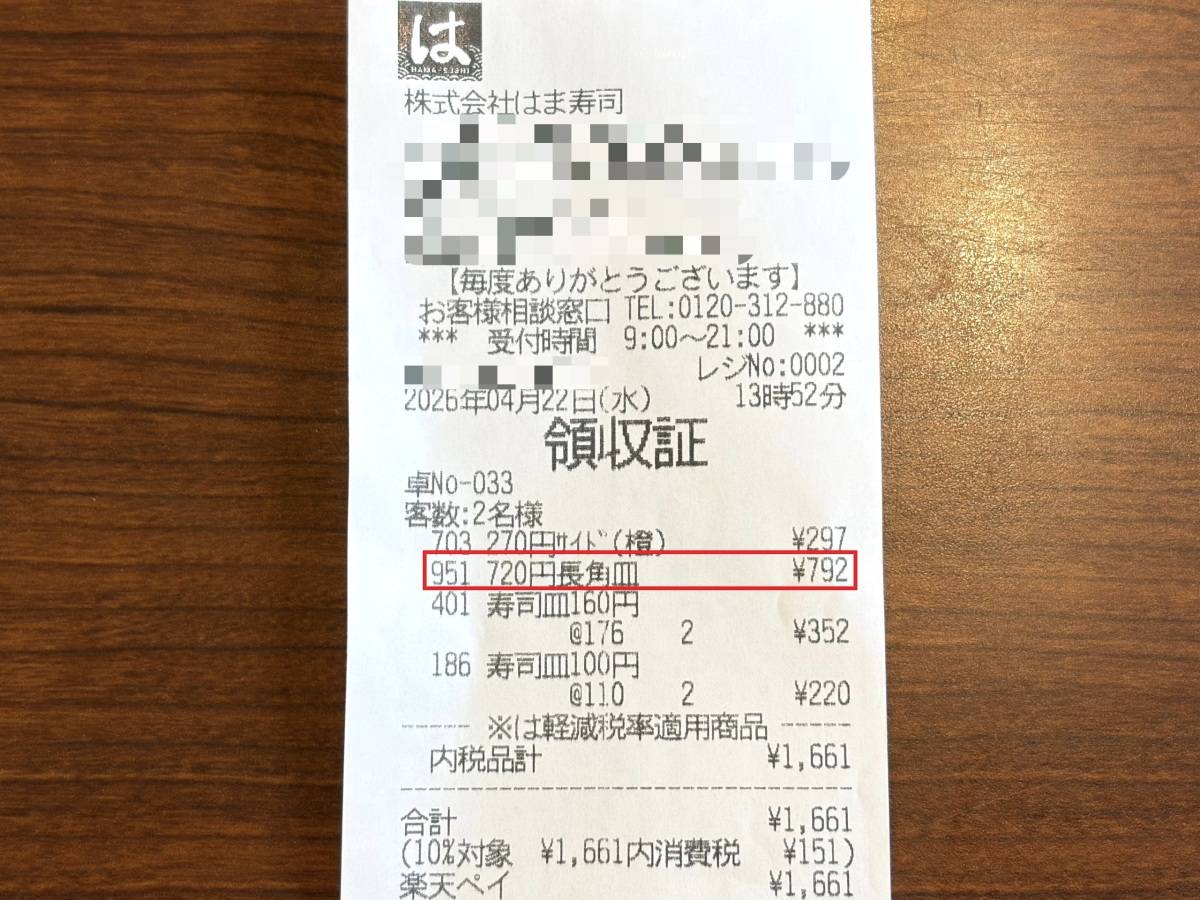 は
HAMA-SUSHI
株式会社はま寿司
【毎度ありがとうございます】
お客様相談窓口 TEL:0120-312-880
*** 受付時間 9:00～21:00 ***
レジNo:0002
2026年04月22日(水) 13時52分
領収証
卓No-033
客数:2名様
703 270円ｻｲﾄﾞ(橙) ¥297
951 720円長角皿 ¥792
401 寿司皿160円
@176 2 ¥352
186 寿司皿100円
@110 2 ¥220
------ ※は軽減税率適用商品 ------
内税品計 ¥1,661
合計 ¥1,661
(10%対象 ¥1,661内消費税 ¥151)
楽天ペイ ¥1,661